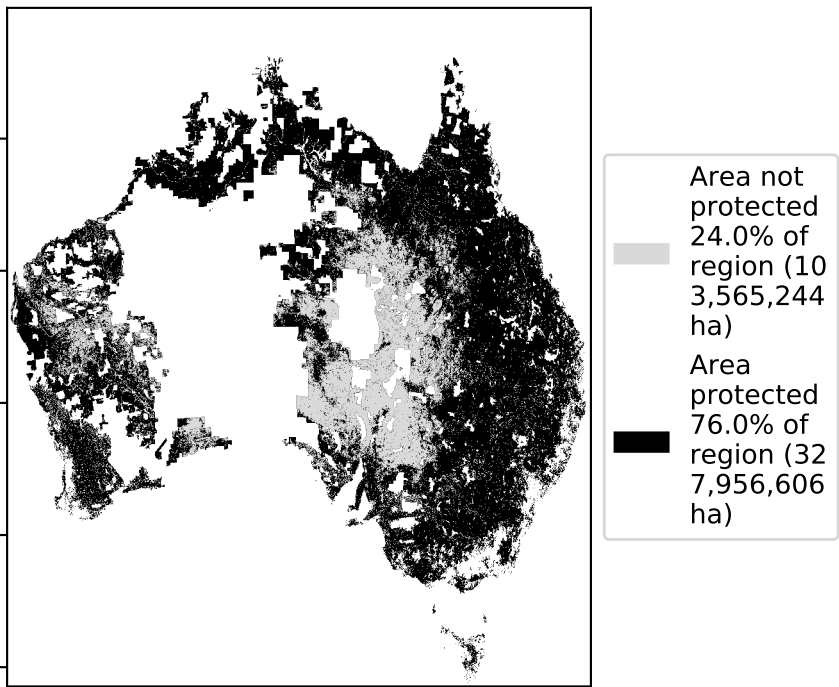 Area not
protected
24.0% of
region (10
3,565,244
ha)
Area
protected
76.0% of
region (32
7,956,606
ha)